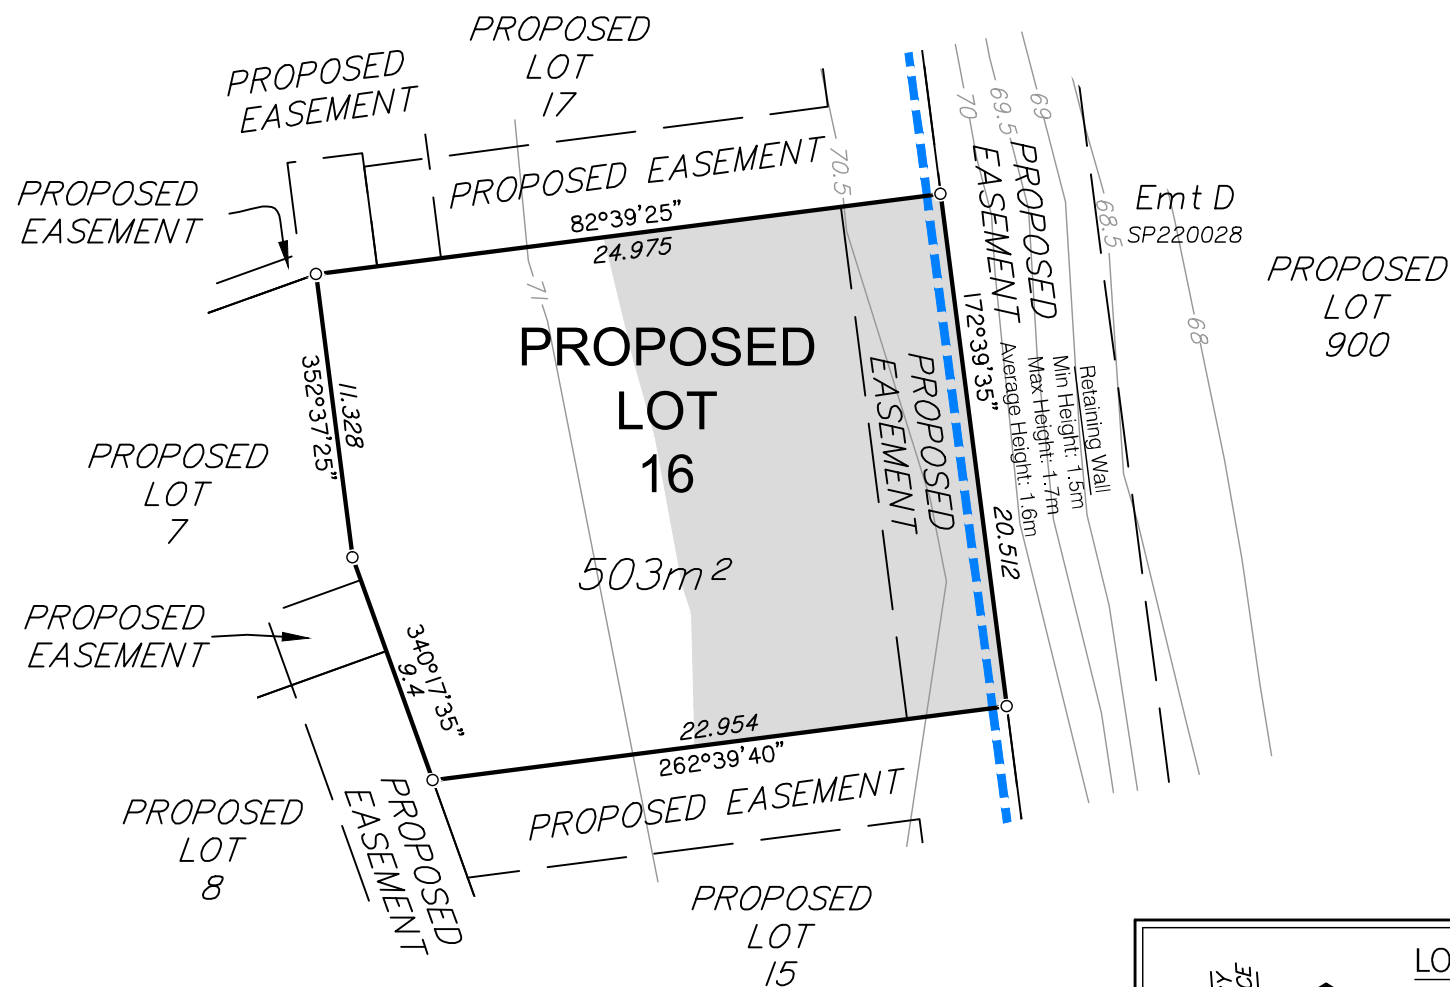 PROPOSED
LOT
17
PROPOSED
EASEMENT
PROPOSED
EASEMENT
PROPOSED EASEMENT
82°39'25"
24.975
70.5
70
69.5
69
68.5
68
71
PROPOSED
EASEMENT
Emt D
SP220028
PROPOSED
LOT
900
PROPOSED
LOT
16
503m²
352°37'25"
11.328
PROPOSED
EASEMENT
172°39'35"
20.512
Retaining Wall
Min Height: 1.5m
Max Height: 1.7m
Average Height: 1.6m
PROPOSED
LOT
7
PROPOSED
EASEMENT
340°17'35"
9.4
22.954
262°39'40"
PROPOSED EASEMENT
PROPOSED
EASEMENT
PROPOSED
LOT
8
PROPOSED
LOT
15